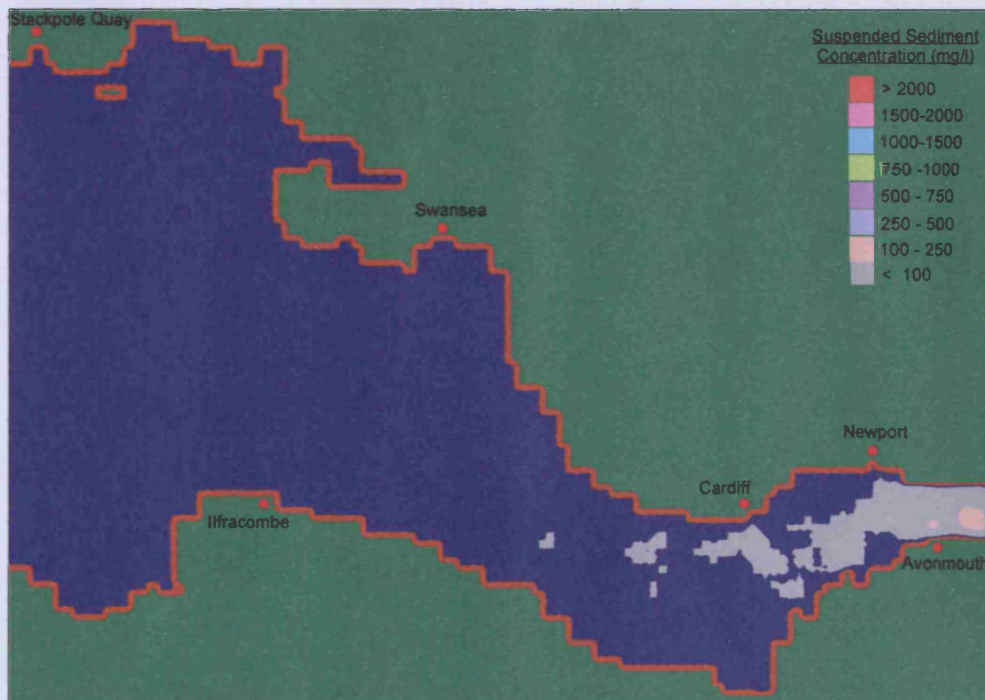 Stackpole Quay
Suspended Sediment
Concentration (mg/l)
> 2000
1500-2000
1000-1500
750 -1000
500 - 750
250 - 500
100 - 250
< 100
Swansea
Newport
Cardiff
Ilfracombe
Avonmouth